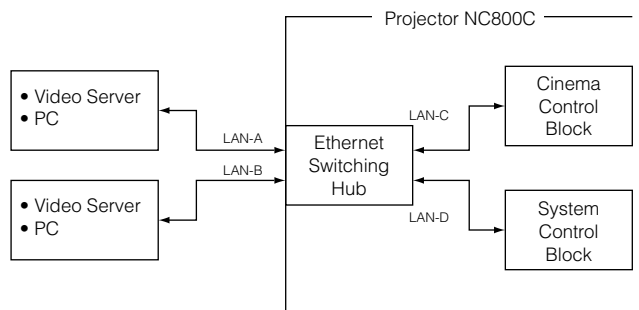 Projector NC800C
• Video Server
• PC
LAN-A
LAN-B
• Video Server
• PC
Ethernet
Switching
Hub
LAN-C
LAN-D
Cinema
Control
Block
System
Control
Block